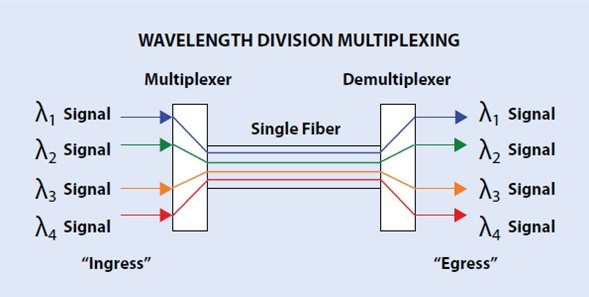 WAVELENGTH DIVISION MULTIPLEXING
Multiplexer
Demultiplexer
Single Fiber
λ1 Signal
λ2 Signal
λ3 Signal
λ4 Signal
λ1 Signal
λ2 Signal
λ3 Signal
λ4 Signal
“Ingress”
“Egress”